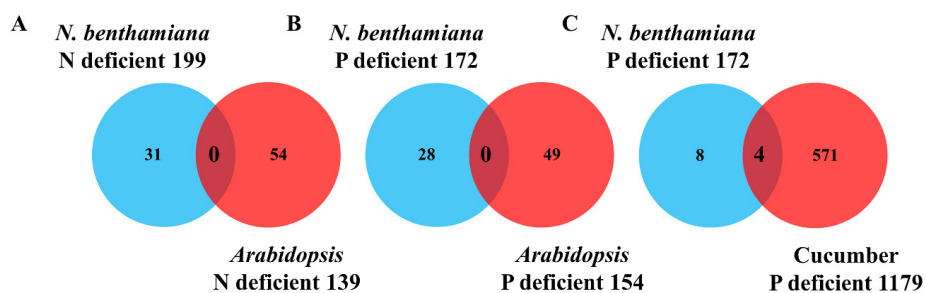 A
N. benthamiana
N deficient 199
31
0
54
Arabidopsis
N deficient 139
B
N. benthamiana
P deficient 172
28
0
49
Arabidopsis
P deficient 154
C
N. benthamiana
P deficient 172
8
4
571
Cucumber
P deficient 1179